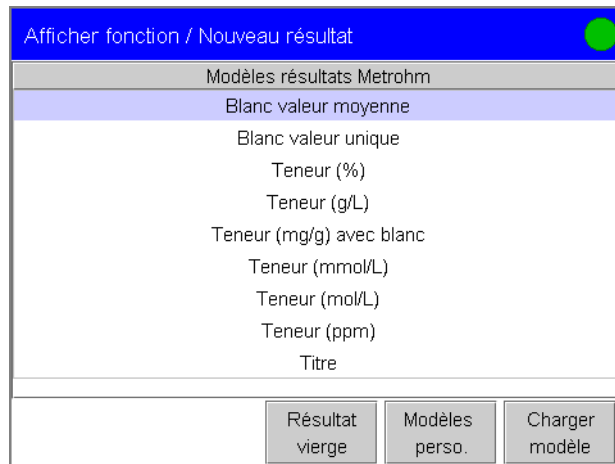 Afficher fonction / Nouveau résultat
Modèles résultats Metrohm
Blanc valeur moyenne
Blanc valeur unique
Teneur (%)
Teneur (g/L)
Teneur (mg/g) avec blanc
Teneur (mmol/L)
Teneur (mol/L)
Teneur (ppm)
Titre
Résultat
vierge
Modèles
perso.
Charger
modèle